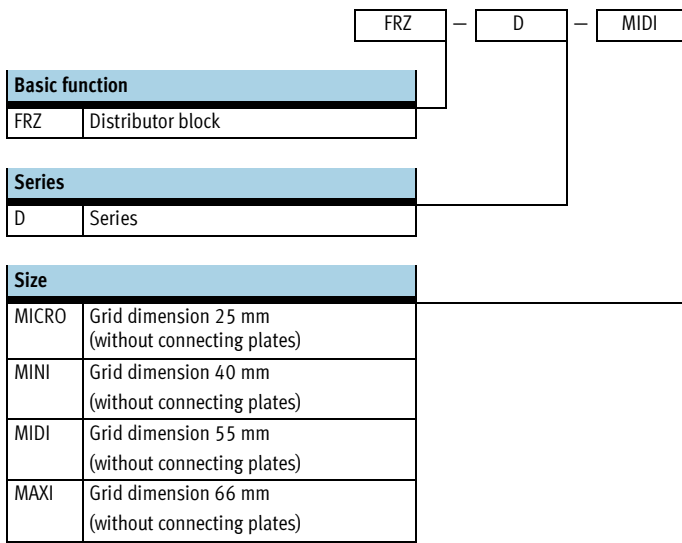 FRZ – D – MIDI
Basic function
FRZ Distributor block
Series
D Series
Size
MICRO Grid dimension 25 mm
(without connecting plates)
MINI Grid dimension 40 mm
(without connecting plates)
MIDI Grid dimension 55 mm
(without connecting plates)
MAXI Grid dimension 66 mm
(without connecting plates)